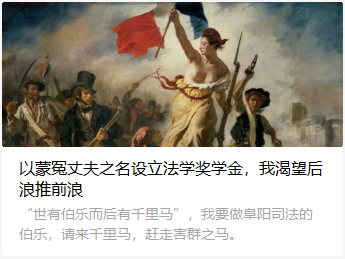 以蒙冤丈夫之名设立法学奖学金，我渴望后
浪推前浪
“世有伯乐而后有千里马”，我要做阜阳司法的
伯乐，请来千里马，赶走害群之马。